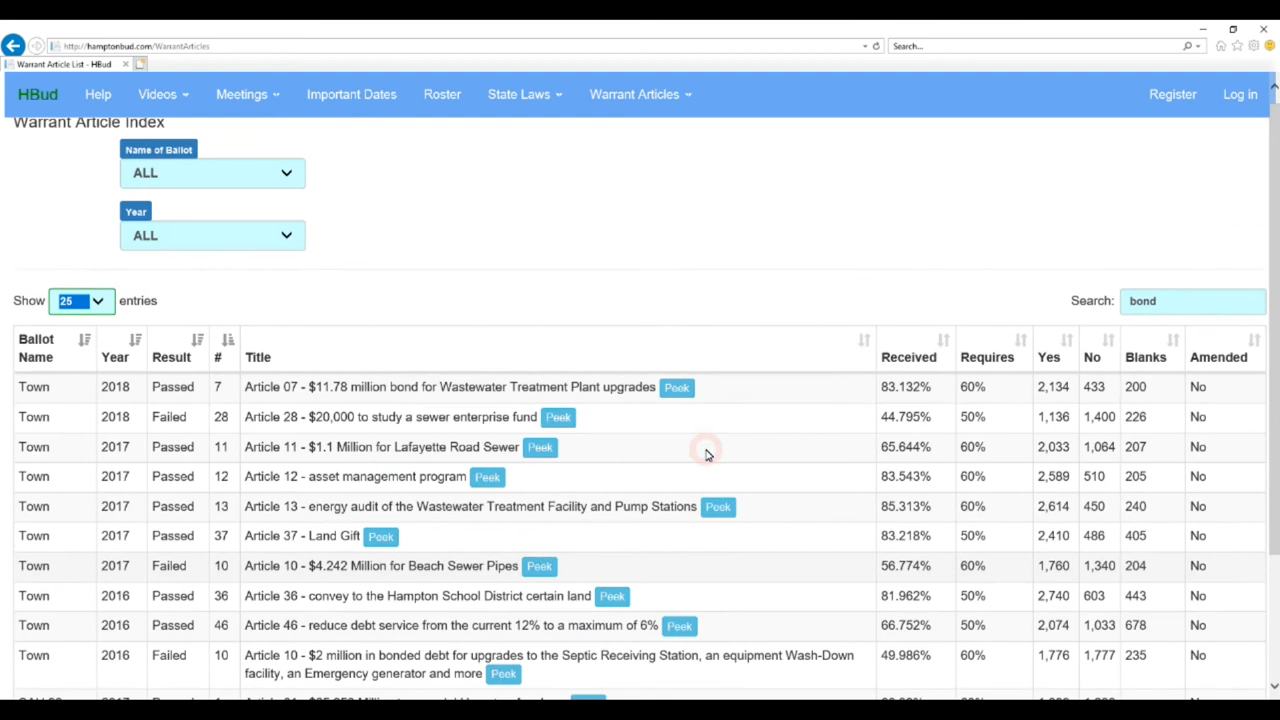 http://hamptonbud.com/WarrantArticles
Search...
Warrant Article List - HBud
HBud Help Videos Meetings Important Dates Roster State Laws Warrant Articles Register Log in
Warrant Article Index
Name of Ballot
ALL
Year
ALL
Show 25 entries Search: bond
Ballot Name Year Result # Title Received Requires Yes No Blanks Amended
Town 2018 Passed 7 Article 07 - $11.78 million bond for Wastewater Treatment Plant upgrades Peek 83.132% 60% 2,134 433 200 No
Town 2018 Failed 28 Article 28 - $20,000 to study a sewer enterprise fund Peek 44.795% 50% 1,136 1,400 226 No
Town 2017 Passed 11 Article 11 - $1.1 Million for Lafayette Road Sewer Peek 65.644% 60% 2,033 1,064 207 No
Town 2017 Passed 12 Article 12 - asset management program Peek 83.543% 60% 2,589 510 205 No
Town 2017 Passed 13 Article 13 - energy audit of the Wastewater Treatment Facility and Pump Stations Peek 85.313% 60% 2,614 450 240 No
Town 2017 Passed 37 Article 37 - Land Gift Peek 83.218% 50% 2,410 486 405 No
Town 2017 Failed 10 Article 10 - $4.242 Million for Beach Sewer Pipes Peek 56.774% 60% 1,760 1,340 204 No
Town 2016 Passed 36 Article 36 - convey to the Hampton School District certain land Peek 81.962% 50% 2,740 603 443 No
Town 2016 Passed 46 Article 46 - reduce debt service from the current 12% to a maximum of 6% Peek 66.752% 50% 2,074 1,033 678 No
Town 2016 Failed 10 Article 10 - $2 million in bonded debt for upgrades to the Septic Receiving Station, an equipment Wash-Down 49.986% 60% 1,776 1,777 235 No
facility, an Emergency generator and more Peek